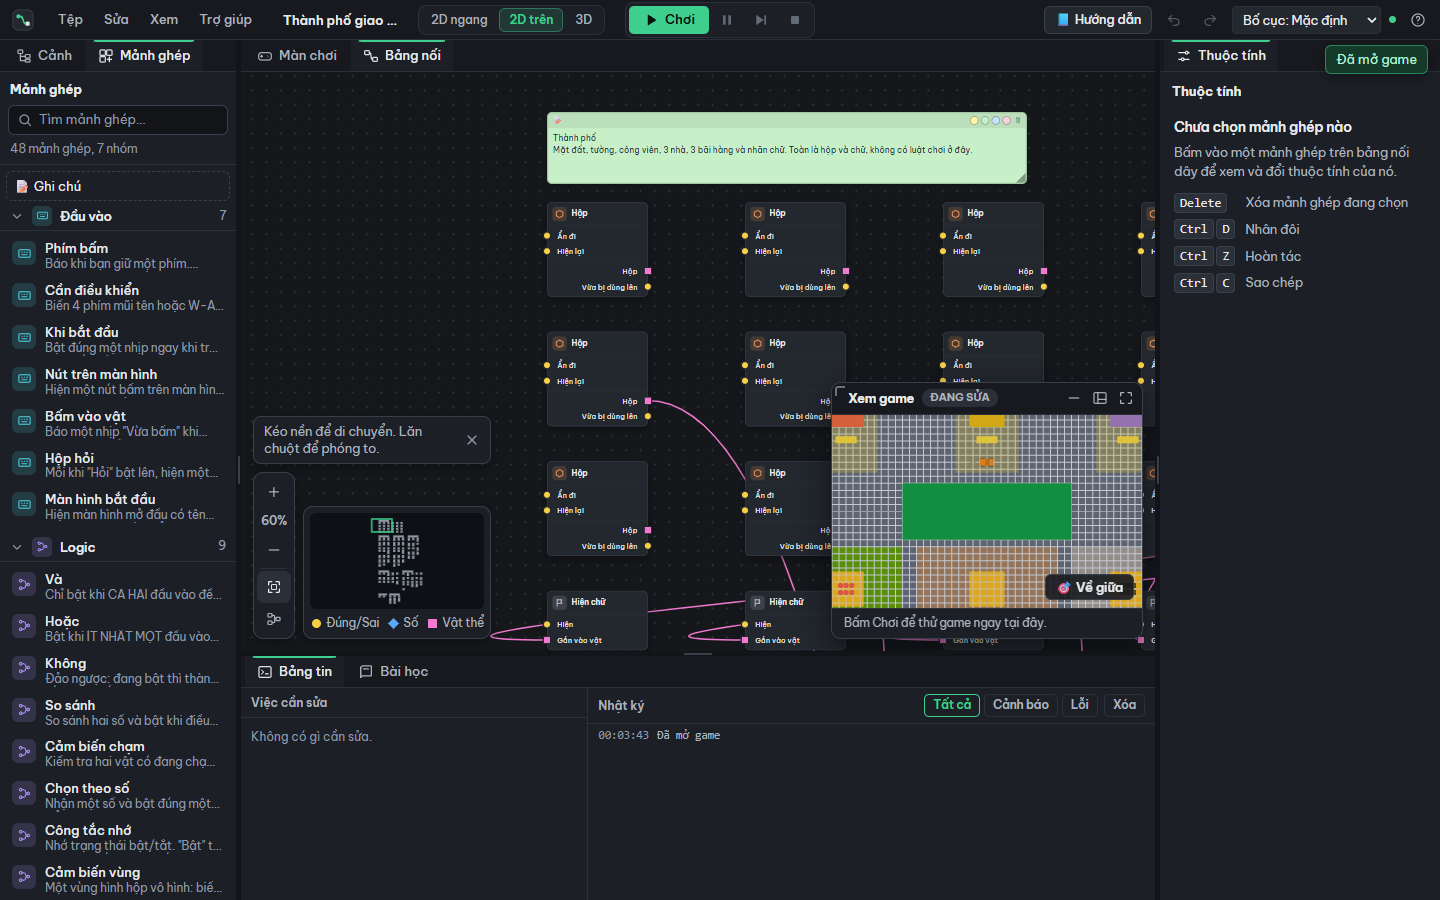 Tệp
Sửa
Xem
Trợ giúp
Thành phố giao ...
2D ngang
2D trên
3D
Chơi
Hướng dẫn
Bố cục: Mặc định
Cảnh
Mảnh ghép
Màn chơi
Bảng nối
Thuộc tính
Đã mở game
Mảnh ghép
Tìm mảnh ghép...
48 mảnh ghép, 7 nhóm
Ghi chú
Đầu vào
7
Phím bấm
Báo khi bạn giữ một phím....
Cần điều khiển
Biến 4 phím mũi tên hoặc W-A...
Khi bắt đầu
Bật đúng một nhịp ngay khi tr...
Nút trên màn hình
Hiện một nút bấm trên màn hìn...
Bấm vào vật
Báo một nhịp "Vừa bấm" khi...
Hộp hỏi
Mỗi khi "Hỏi" bật lên, hiện một...
Màn hình bắt đầu
Hiện màn hình mở đầu có tên...
Logic
9
Và
Chỉ bật khi CẢ HAI đầu vào đề...
Hoặc
Bật khi ÍT NHẤT MỘT đầu vào...
Không
Đảo ngược: đang bật thì thàn...
So sánh
So sánh hai số và bật khi điều...
Cảm biến chạm
Kiểm tra hai vật có đang chạ...
Chọn theo số
Nhận một số và bật đúng một...
Công tắc nhớ
Nhớ trạng thái bật/tắt. "Bật" t...
Cảm biến vùng
Một vùng hình hộp vô hình: biế...
Thành phố
Mặt đất, tường, công viên, 3 nhà, 3 bãi hàng và nhãn chữ. Toàn là hộp và chữ, không có luật chơi ở đây.
Hộp
Ẩn đi
Hiện lại
Hộp
Vừa bị dùng lên
Hộp
Ẩn đi
Hiện lại
Hộp
Vừa bị dùng lên
Hộp
Ẩn đi
Hiện lại
Hộp
Vừa bị dùng lên
Hộp
Ẩn đi
Hiện lại
Hộp
Vừa bị dùng lên
Hộp
Ẩn đi
Hiện lại
Hộp
Vừa bị dùng lên
Hộp
Ẩn đi
Hiện lại
Hộp
Ẩn đi
Hiện lại
Hộp
Vừa bị dùng lên
Hộp
Ẩn đi
Hiện lại
Hộp
Vừa bị dùng lên
Hiện chữ
Hiện
Gắn vào vật
Hiện chữ
Hiện
Gắn vào vật
Gắn vào vật
Kéo nền để di chuyển. Lăn
chuột để phóng to.
60%
Đúng/Sai
Số
Vật thể
Xem game
ĐANG SỬA
Về giữa
Bấm Chơi để thử game ngay tại đây.
Bảng tin
Bài học
Việc cần sửa
Không có gì cần sửa.
Nhật ký
Tất cả
Cảnh báo
Lỗi
Xóa
00:03:43 Đã mở game
Thuộc tính
Chưa chọn mảnh ghép nào
Bấm vào một mảnh ghép trên bảng nối
dây để xem và đổi thuộc tính của nó.
Delete
Xóa mảnh ghép đang chọn
Ctrl D
Nhân đôi
Ctrl Z
Hoàn tác
Ctrl C
Sao chép